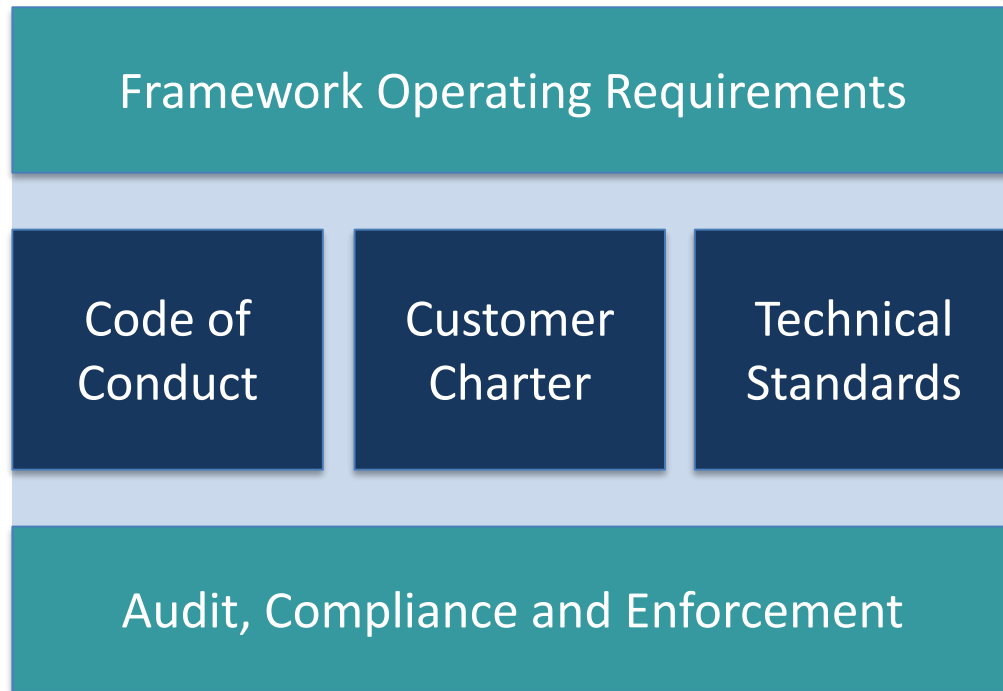 Framework Operating Requirements
Code of
Conduct
Customer
Charter
Technical
Standards
Audit, Compliance and Enforcement